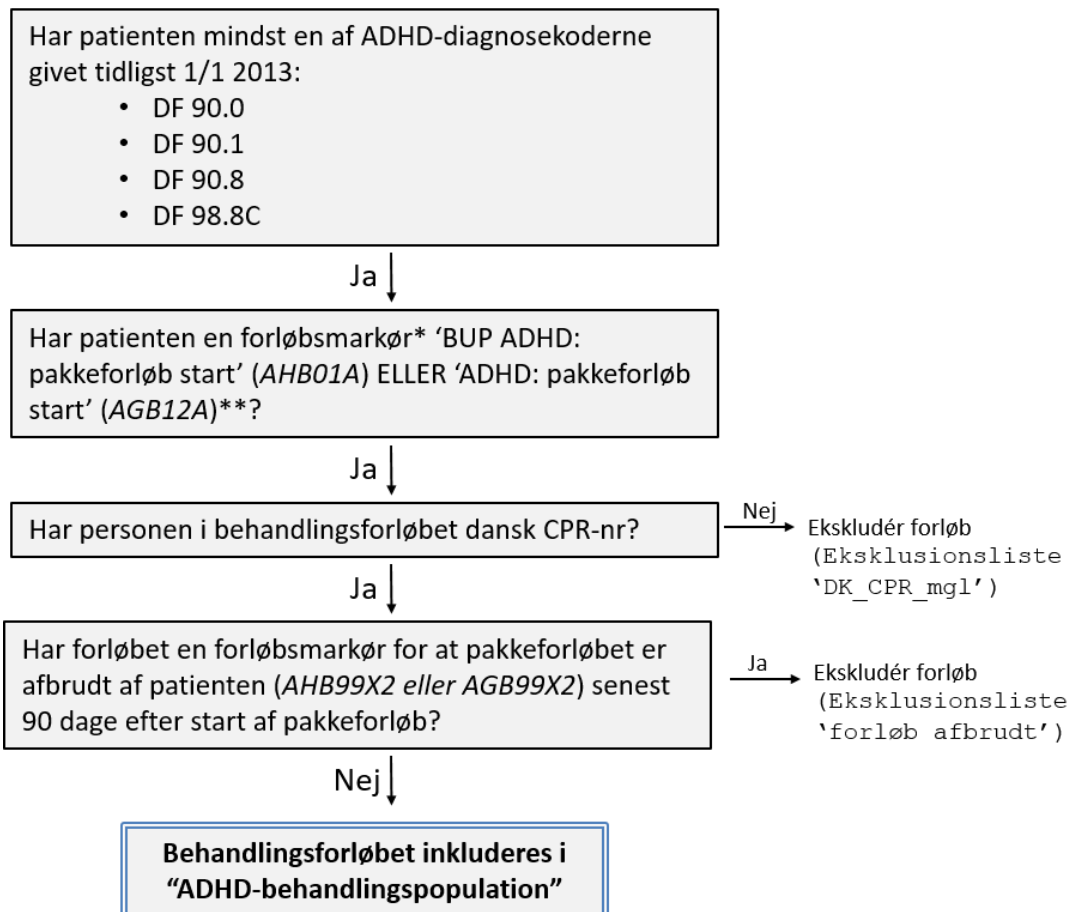 Har patienten mindst en af ADHD-diagnosekoderne
givet tidligst 1/1 2013:
• DF 90.0
• DF 90.1
• DF 90.8
• DF 98.8C
Ja
Har patienten en forløbsmarkør* ‘BUP ADHD:
pakkeforløb start’ (AHB01A) ELLER ‘ADHD: pakkeforløb
start’ (AGB12A)**?
Ja
Har personen i behandlingsforløbet dansk CPR-nr?
Nej
Ekskludér forløb
(Eksklusionsliste
‘DK_CPR_mgl’)
Ja
Har forløbet en forløbsmarkør for at pakkeforløbet er
afbrudt af patienten (AHB99X2 eller AGB99X2) senest
90 dage efter start af pakkeforløb?
Ja
Ekskludér forløb
(Eksklusionsliste
‘forløb afbrudt’)
Nej
Behandlingsforløbet inkluderes i
“ADHD-behandlingspopulation”